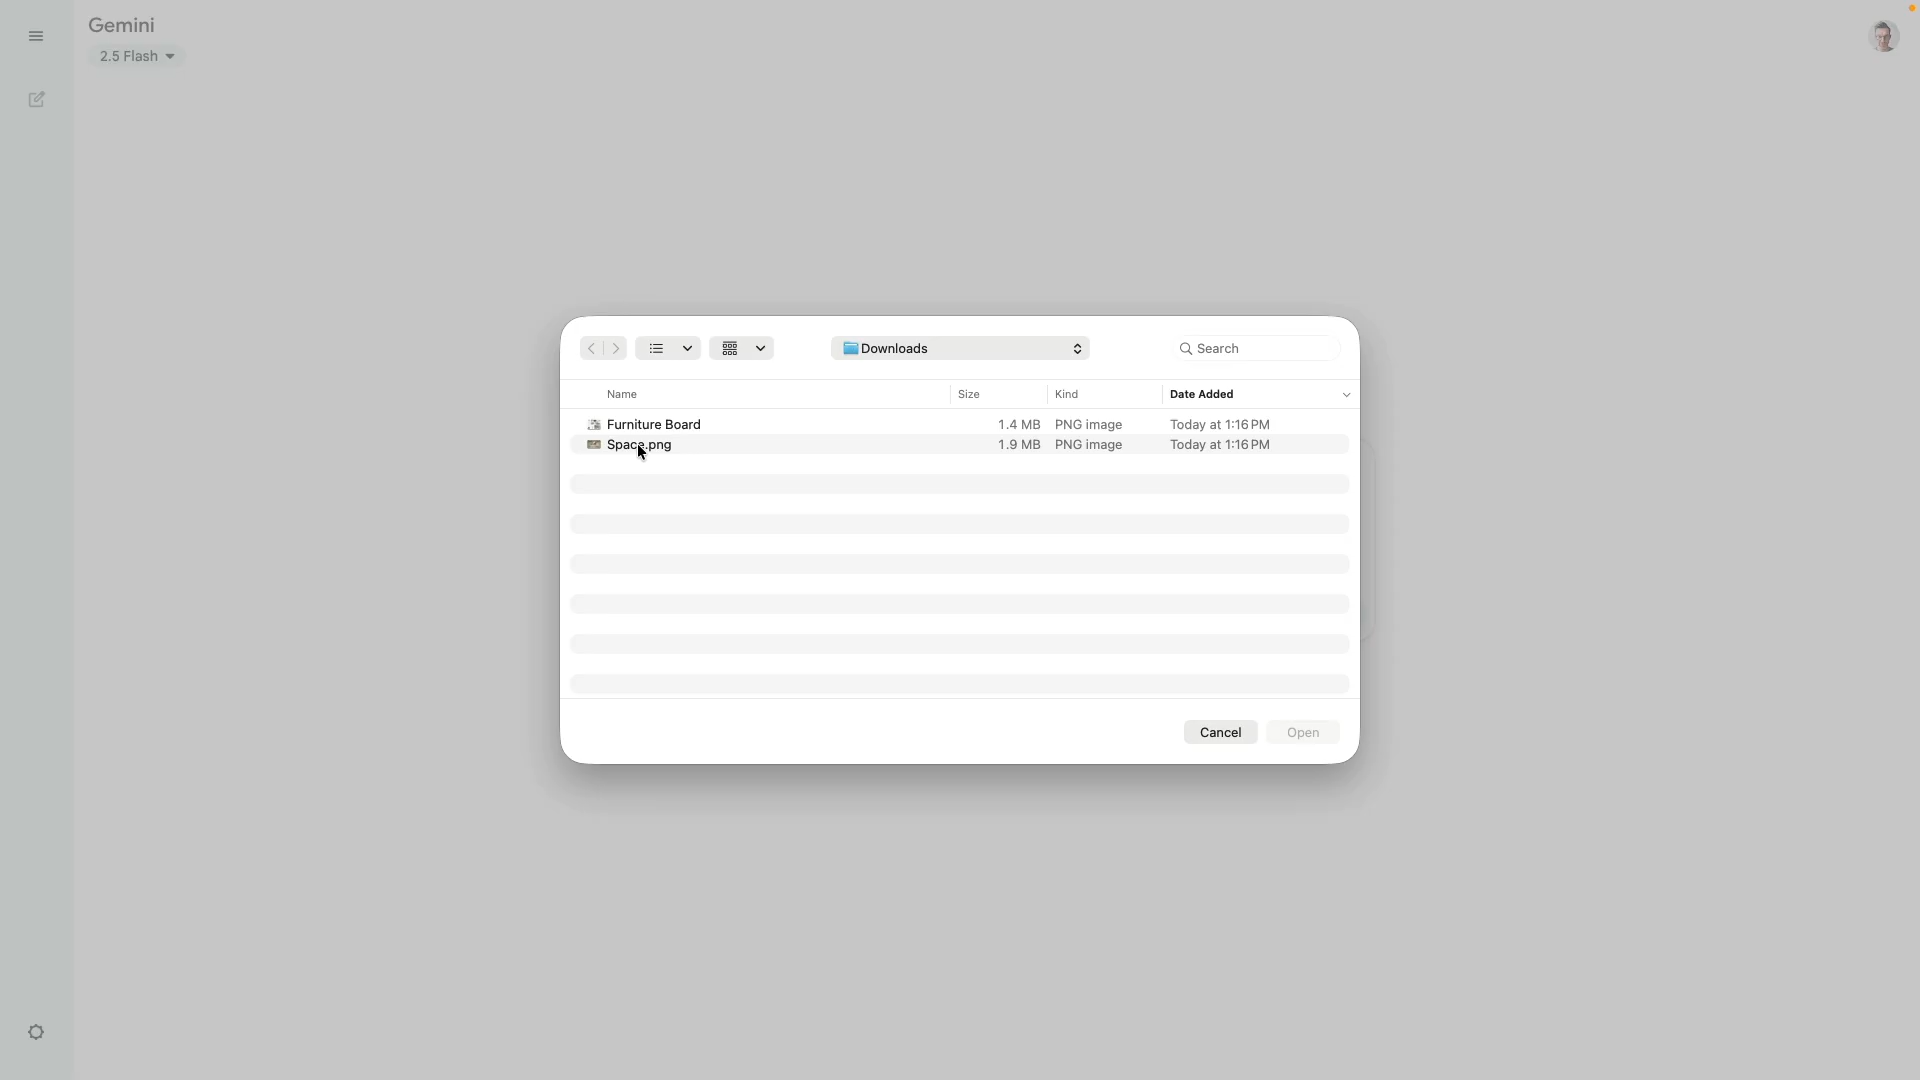 Gemini
2.5 Flash
Downloads
Search
Name Size Kind Date Added
Furniture Board 1.4 MB PNG image Today at 1:16 PM
Space.png 1.9 MB PNG image Today at 1:16 PM
Cancel Open